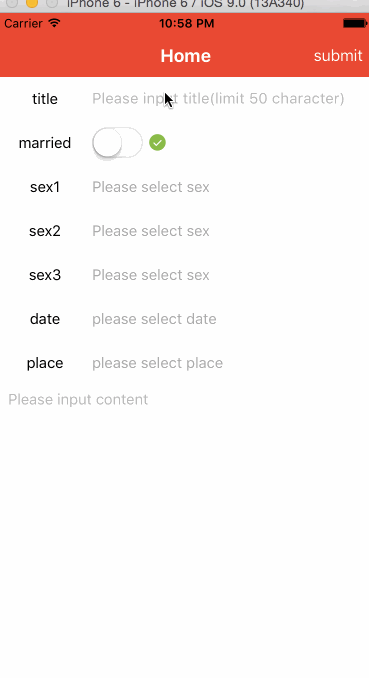 iPhone 6 - iPhone 6 / iOS 9.0 (13A340)
Carrier 10:58 PM
Home submit
title Please input title(limit 50 character)
married
sex1 Please select sex
sex2 Please select sex
sex3 Please select sex
date please select date
place please select place
Please input content